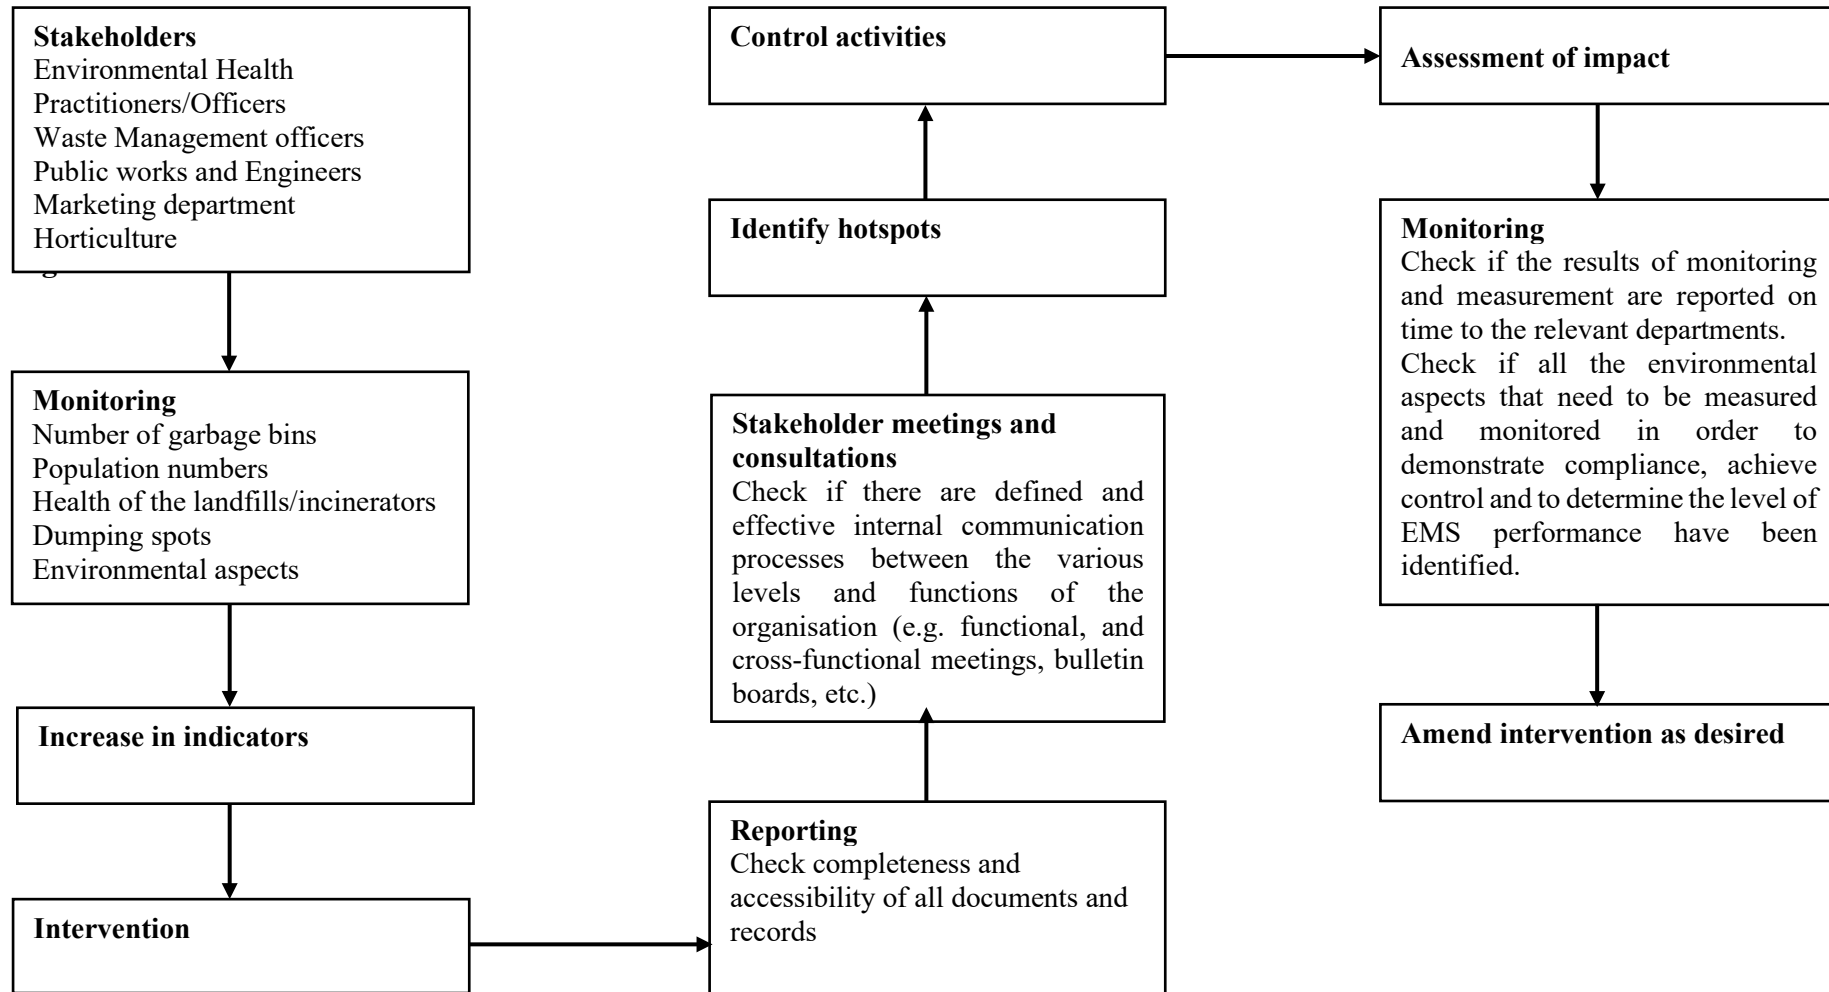 Stakeholders
Environmental Health
Practitioners/Officers
Waste Management officers
Public works and Engineers
Marketing department
Horticulture
Monitoring
Number of garbage bins
Population numbers
Health of the landfills/incinerators
Dumping spots
Environmental aspects
Increase in indicators
Intervention
Reporting
Check completeness and
accessibility of all documents and
records
Stakeholder meetings and
consultations
Check if there are defined and
effective internal communication
processes between the various
levels and functions of the
organisation (e.g. functional, and
cross-functional meetings, bulletin
boards, etc.)
Identify hotspots
Control activities
Assessment of impact
Monitoring
Check if the results of monitoring
and measurement are reported on
time to the relevant departments.
Check if all the environmental
aspects that need to be measured
and monitored in order to
demonstrate compliance, achieve
control and to determine the level of
EMS performance have been
identified.
Amend intervention as desired